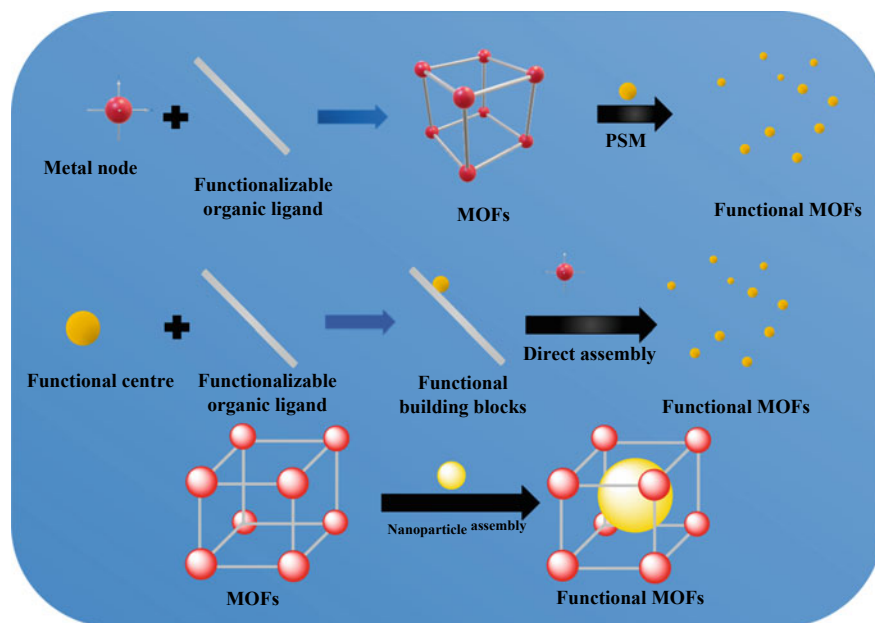 Metal node
Functionalizable
organic ligand
MOFs
PSM
Functional MOFs
Functional centre
Functionalizable
organic ligand
Functional
building blocks
Direct assembly
Functional MOFs
MOFs
Nanoparticle assembly
Functional MOFs